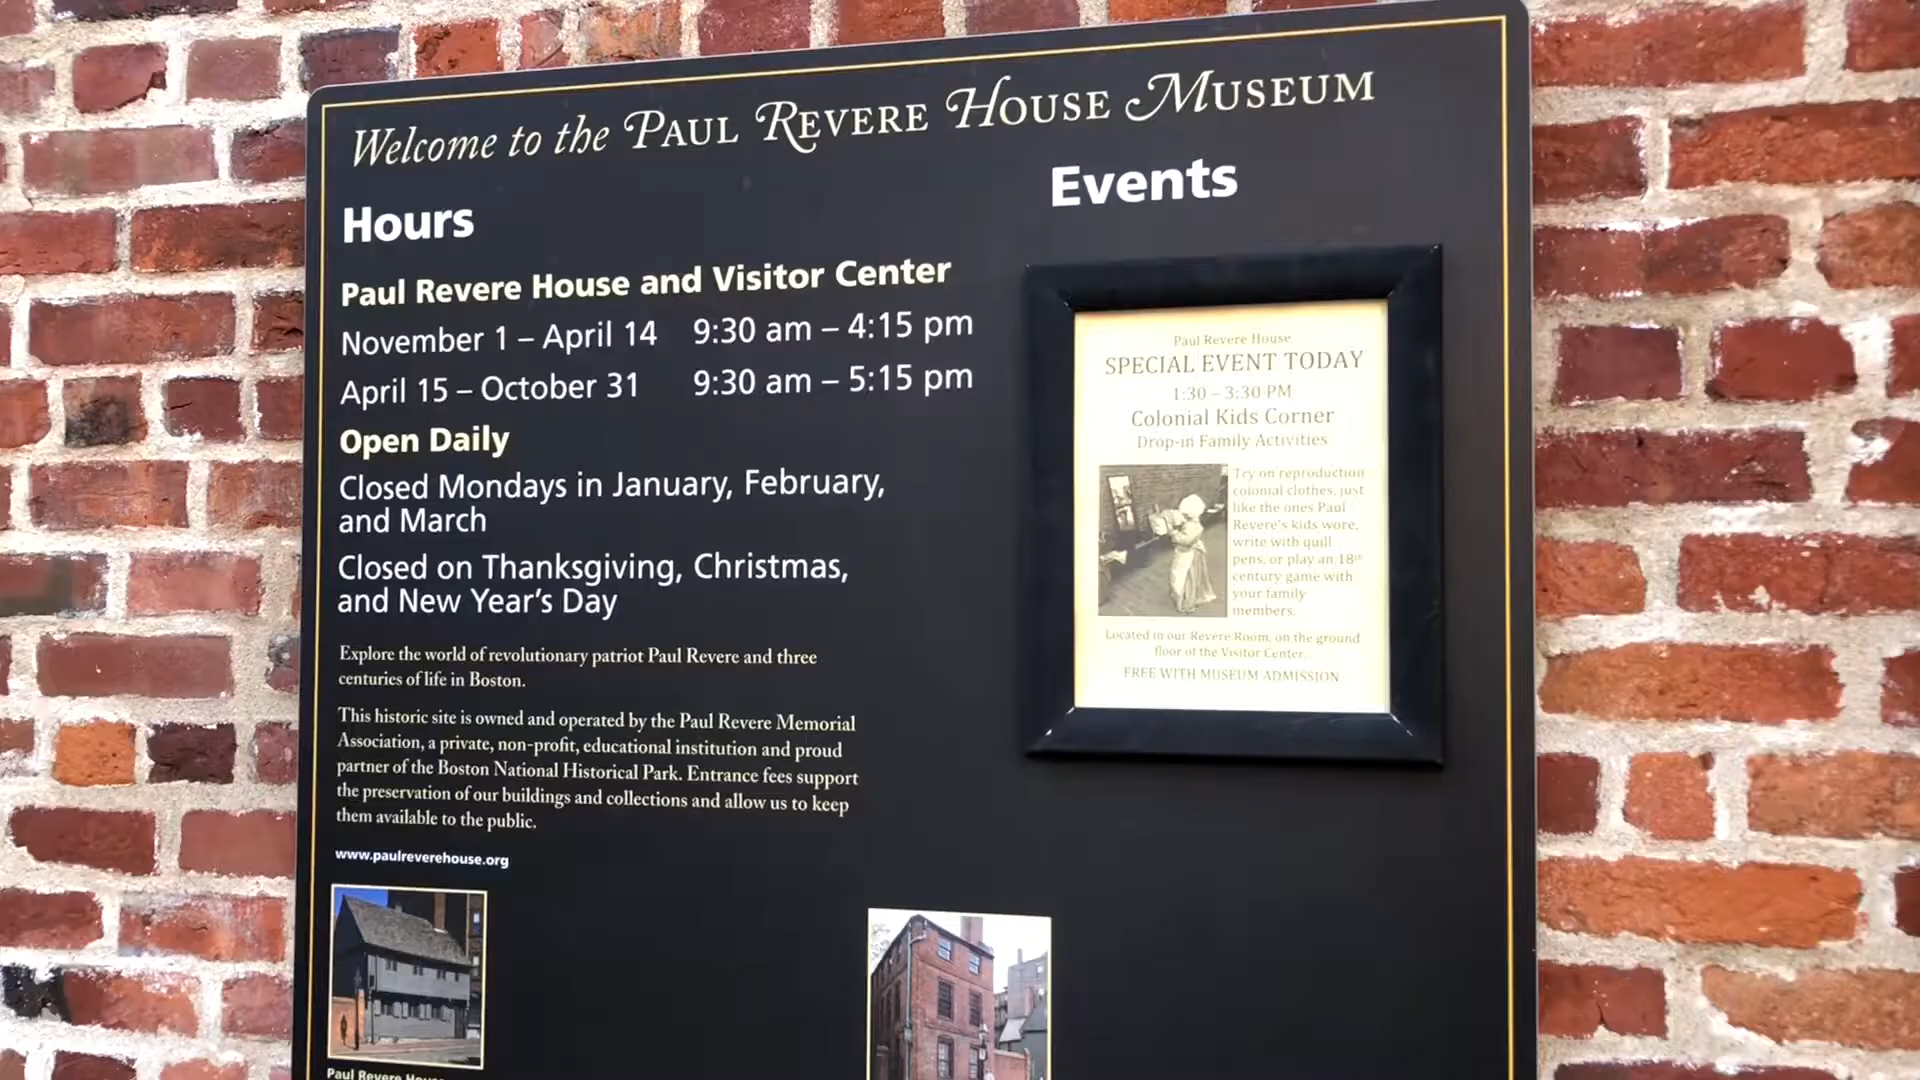 Welcome to the PAUL REVERE HOUSE MUSEUM
Hours
Paul Revere House and Visitor Center
November 1 – April 14 9:30 am – 4:15 pm
April 15 – October 31 9:30 am – 5:15 pm
Open Daily
Closed Mondays in January, February,
and March
Closed on Thanksgiving, Christmas,
and New Year's Day
Explore the world of revolutionary patriot Paul Revere and three
centuries of life in Boston.
This historic site is owned and operated by the Paul Revere Memorial
Association, a private, non-profit, educational institution and proud
partner of the Boston National Historical Park. Entrance fees support
the preservation of our buildings and collections and allow us to keep
them available to the public.
www.paulreverehouse.org
Paul Revere
Events
Paul Revere House
SPECIAL EVENT TODAY
1:30 – 3:30 PM
Colonial Kids Corner
Drop-in Family Activities
Try on reproduction
colonial clothes, just
like the ones Paul
Revere's kids wore,
write with quill
pens, or play an 18th
century game with
your family
members.
Located in our Revere Room, on the ground
floor of the Visitor Center.
FREE WITH MUSEUM ADMISSION